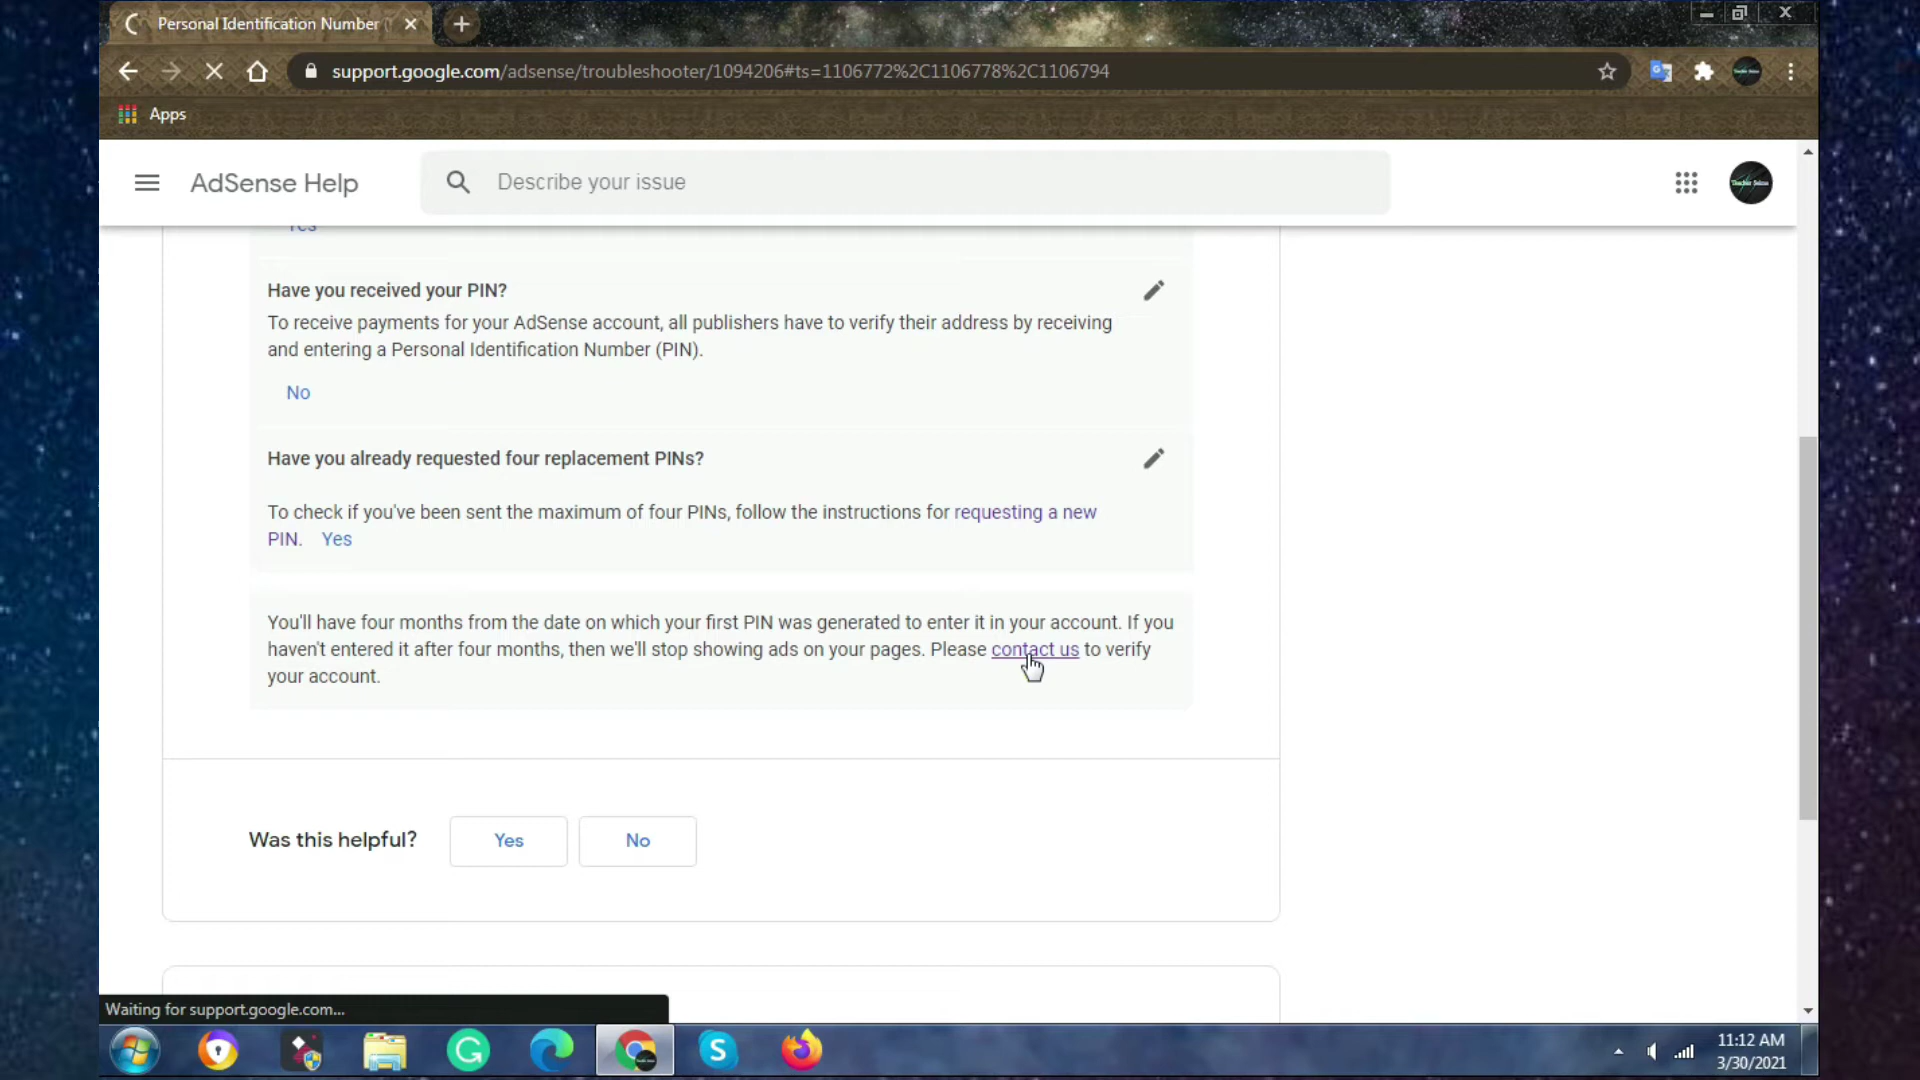 Personal Identification Number (
support.google.com/adsense/troubleshooter/1094206#ts=1106772%2C1106778%2C1106794
Apps
AdSense Help
Describe your issue
Yes
Have you received your PIN?
To receive payments for your AdSense account, all publishers have to verify their address by receiving
and entering a Personal Identification Number (PIN).
No
Have you already requested four replacement PINs?
To check if you've been sent the maximum of four PINs, follow the instructions for requesting a new
PIN. Yes
You'll have four months from the date on which your first PIN was generated to enter it in your account. If you
haven't entered it after four months, then we'll stop showing ads on your pages. Please contact us to verify
your account.
Was this helpful? Yes No
Waiting for support.google.com...
11:12 AM
3/30/2021